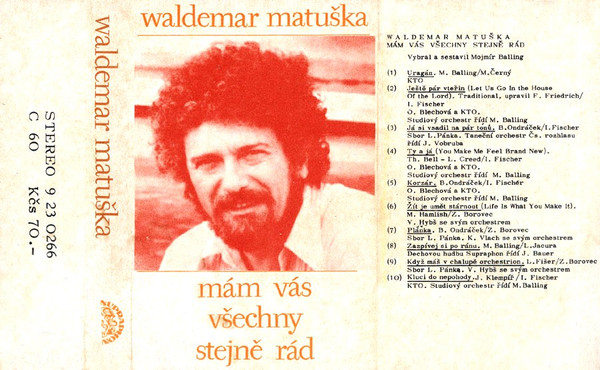 STEREO 9 23 0266
C 60 Kčs 70.-
waldemar matuška
SUPRAPHON
waldemar matuška
mám vás
všechny
stejně rád
WALDEMAR MATUŠKA
MÁM VÁS VŠECHNY STEJNĚ RÁD
Vybral a sestavil Mojmír Balling
(1) Uragán. M. Balling/M.Černý
KTO
(2) Ještě pár vteřin (Let Us Go In the House
Of the Lord). Traditional, upravil F. Friedrich/
I. Fischer
O. Blechová a KTO.
Studiový orchestr řídí M. Balling
(3) Já si vsadil na pár tónů. B.Ondráček/I.Fischer
Sbor L.Pánka. Taneční orchestr Čs. rozhlasu
řídí J. Vobruba
(4) Ty a já (You Make Me Feel Brand New).
Th. Bell - L. Creed/I. Fischer
O. Blechová a KTO.
Studiový orchestr řídí M. Balling
(5) Korzár. B.Ondráček/I. Fischer
O. Blechová a KTO.
Studiový orchestr řídí M. Balling
(6) Žít je umět stárnout (Life Is What You Make It).
M. Hamlish/Z. Borovec
V. Hybš se svým orchestrem
(7) Plánka. B. Ondráček/Z. Borovec
Sbor L. Pánka. K. Vlach se svým orchestrem
(8) Zazpívej si po ránu. M. Balling/L.Jacura
Dechovou hudbu Supraphon řídí J. Bauer
(9) Když máš v chalupě orchestrion. L.Fišer/Z.Borovec
Sbor L. Pánka. V. Hybš se svým orchestrem
(10) Kluci do nepohody. J. Klempíř/I. Fischer
KTO. Studiový orchestr řídí M.Balling